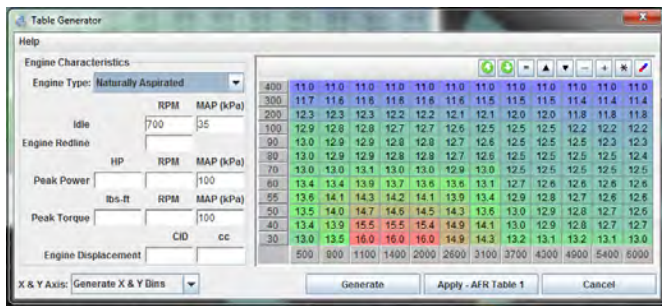 Table Generator
Help
Engine Characteristics
Engine Type: Naturally Aspirated
RPM MAP (kPa)
Idle 700 35
Engine Redline
HP RPM MAP (kPa)
Peak Power 100
lbs-ft RPM MAP (kPa)
Peak Torque 100
CID cc
Engine Displacement
= - + *
400 11.0 11.0 11.0 11.0 11.0 11.0 11.0 11.0 11.0 11.0 11.0 11.0
300 11.7 11.6 11.6 11.6 11.6 11.6 11.5 11.5 11.5 11.4 11.4 11.4
200 12.3 12.3 12.3 12.2 12.2 12.1 12.1 12.0 12.0 11.8 11.8 11.8
100 12.9 12.8 12.8 12.7 12.7 12.6 12.5 12.5 12.5 12.2 12.2 12.2
90 13.0 12.9 12.9 12.8 12.8 12.7 12.6 12.5 12.5 12.5 12.3 12.3
80 13.0 12.9 12.9 12.8 12.8 12.7 12.6 12.5 12.5 12.5 12.5 12.4
70 13.0 13.0 13.1 13.0 13.0 12.9 13.0 12.5 12.5 12.5 12.5 12.5
60 13.4 13.4 13.9 13.7 13.6 13.6 13.1 12.7 12.6 12.6 12.6 12.6
55 13.6 14.1 14.3 14.2 14.1 13.9 13.4 12.9 12.8 12.7 12.6 12.6
50 13.5 14.0 14.7 14.6 14.5 14.3 13.6 13.0 12.9 12.8 12.7 12.6
40 13.4 13.9 15.5 15.5 15.4 14.9 14.1 13.4 13.0 12.9 12.8 12.7
30 13.0 13.5 16.0 16.0 16.0 14.9 14.3 13.2 13.1 13.2 13.1 13.0
500 800 1100 1400 2000 2600 3100 3700 4300 4900 5400 6000
X & Y Axis: Generate X & Y Bins Generate Apply - AFR Table 1 Cancel